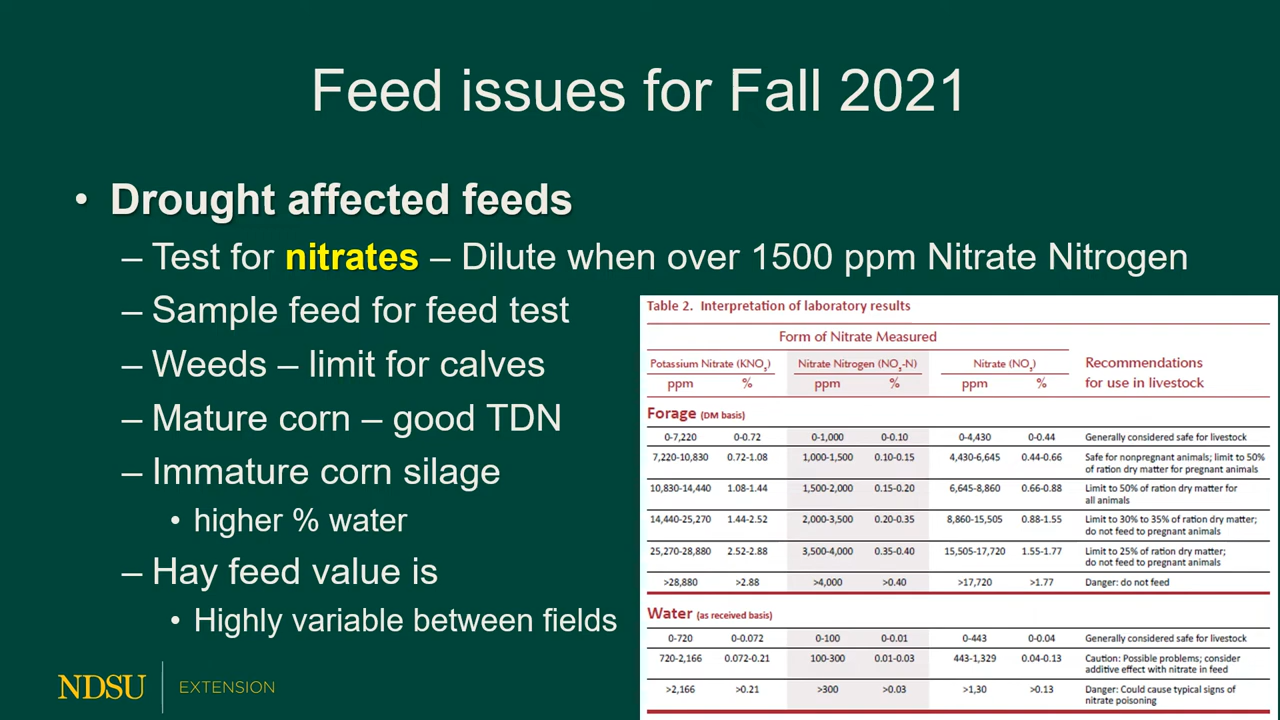 Feed issues for Fall 2021
• Drought affected feeds
– Test for nitrates – Dilute when over 1500 ppm Nitrate Nitrogen
– Sample feed for feed test
– Weeds – limit for calves
– Mature corn – good TDN
– Immature corn silage
• higher % water
– Hay feed value is
• Highly variable between fields
NDSU EXTENSION
Table 2. Interpretation of laboratory results
Form of Nitrate Measured
Potassium Nitrate (KNO₃) Nitrate Nitrogen (NO₃-N) Nitrate (NO₃) Recommendations
ppm % ppm % ppm % for use in livestock
Forage (DM basis)
0-7,220 0-0.72 0-1,000 0-0.10 0-4,430 0-0.44 Generally considered safe for livestock
7,220-10,830 0.72-1.08 1,000-1,500 0.10-0.15 4,430-6,645 0.44-0.66 Safe for nonpregnant animals; limit to 50%
of ration dry matter for pregnant animals
10,830-14,440 1.08-1.44 1,500-2,000 0.15-0.20 6,645-8,860 0.66-0.88 Limit to 50% of ration dry matter for
all animals
14,440-25,270 1.44-2.52 2,000-3,500 0.20-0.35 8,860-15,505 0.88-1.55 Limit to 30% to 35% of ration dry matter;
do not feed to pregnant animals
25,270-28,880 2.52-2.88 3,500-4,000 0.35-0.40 15,505-17,720 1.55-1.77 Limit to 25% of ration dry matter;
do not feed to pregnant animals
>28,880 >2.88 >4,000 >0.40 >17,720 >1.77 Danger: do not feed
Water (as received basis)
0-720 0-0.072 0-100 0-0.01 0-443 0-0.04 Generally considered safe for livestock
720-2,166 0.072-0.21 100-300 0.01-0.03 443-1,329 0.04-0.13 Caution: Possible problems; consider
additive effect with nitrate in feed
>2,166 >0.21 >300 >0.03 >1,30 >0.13 Danger: Could cause typical signs of
nitrate poisoning